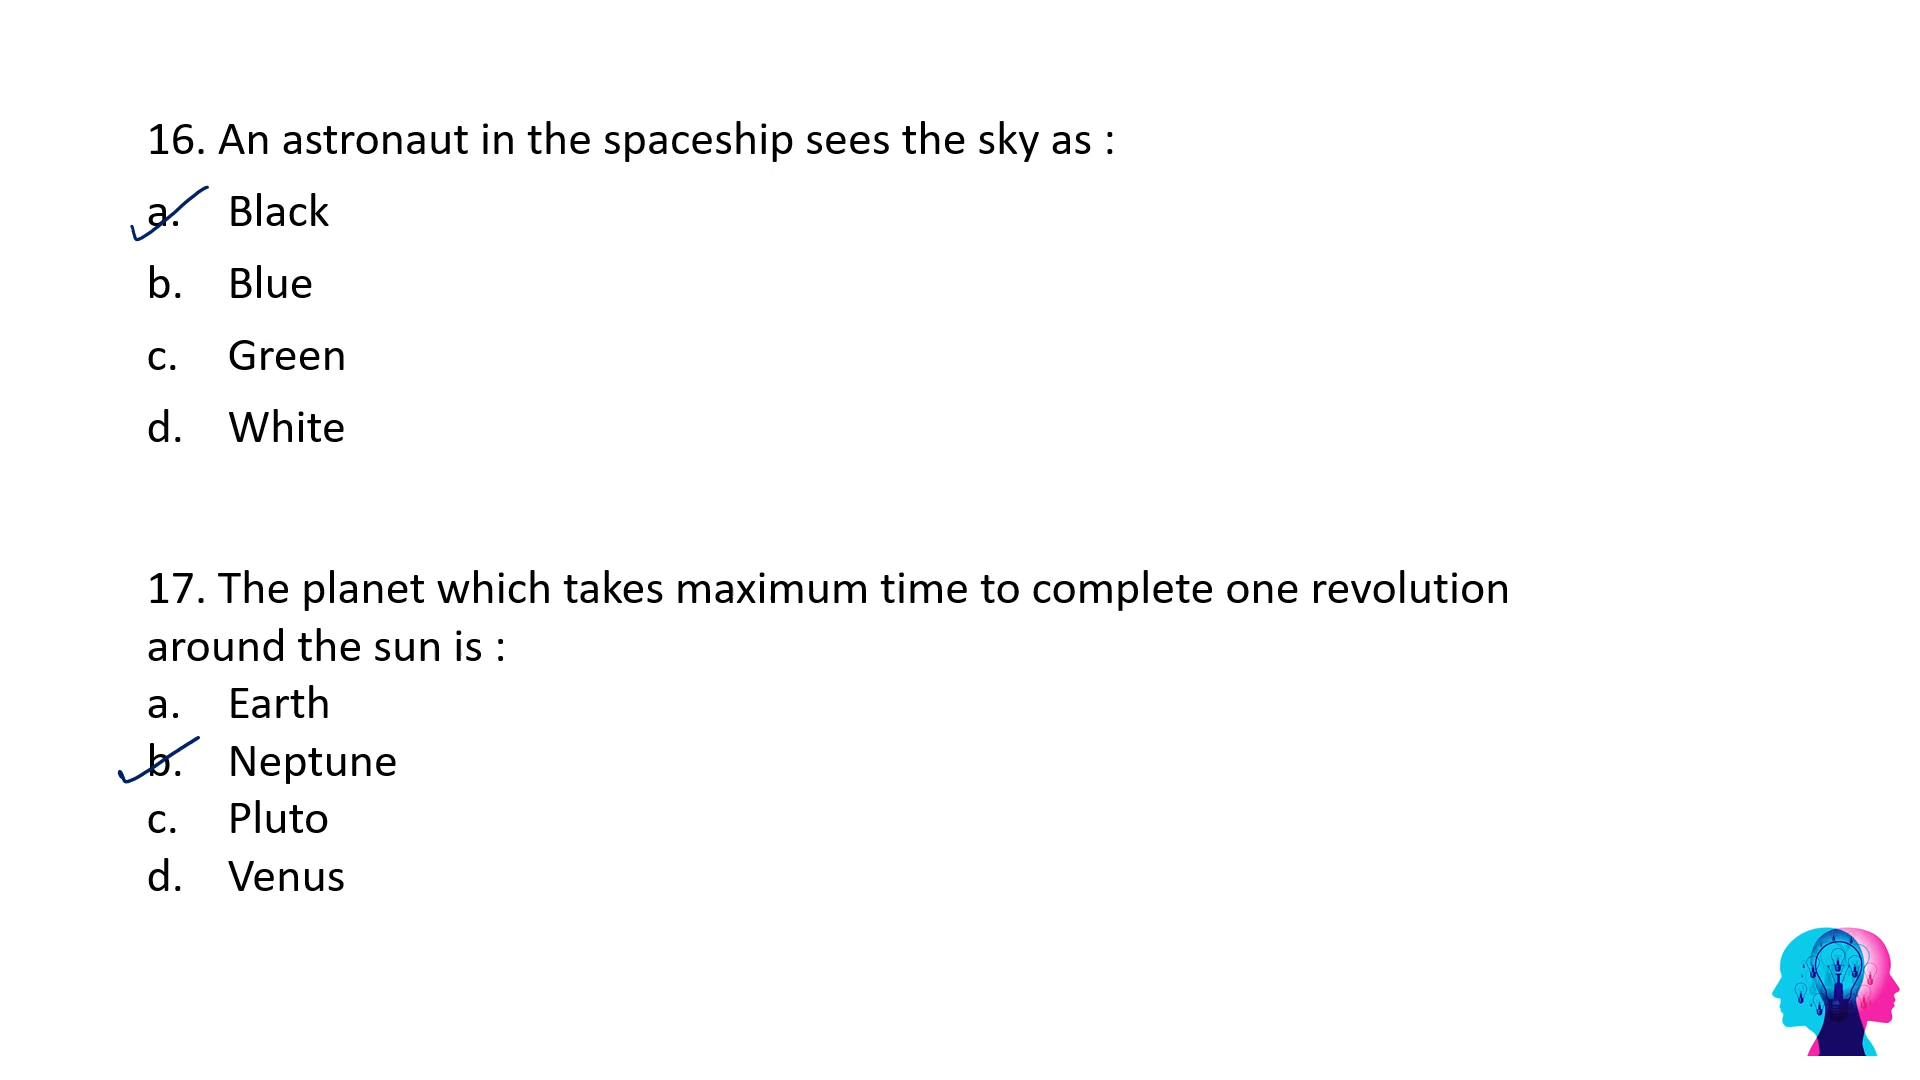 16. An astronaut in the spaceship sees the sky as :
a. Black
b. Blue
c. Green
d. White
17. The planet which takes maximum time to complete one revolution
around the sun is :
a. Earth
b. Neptune
c. Pluto
d. Venus